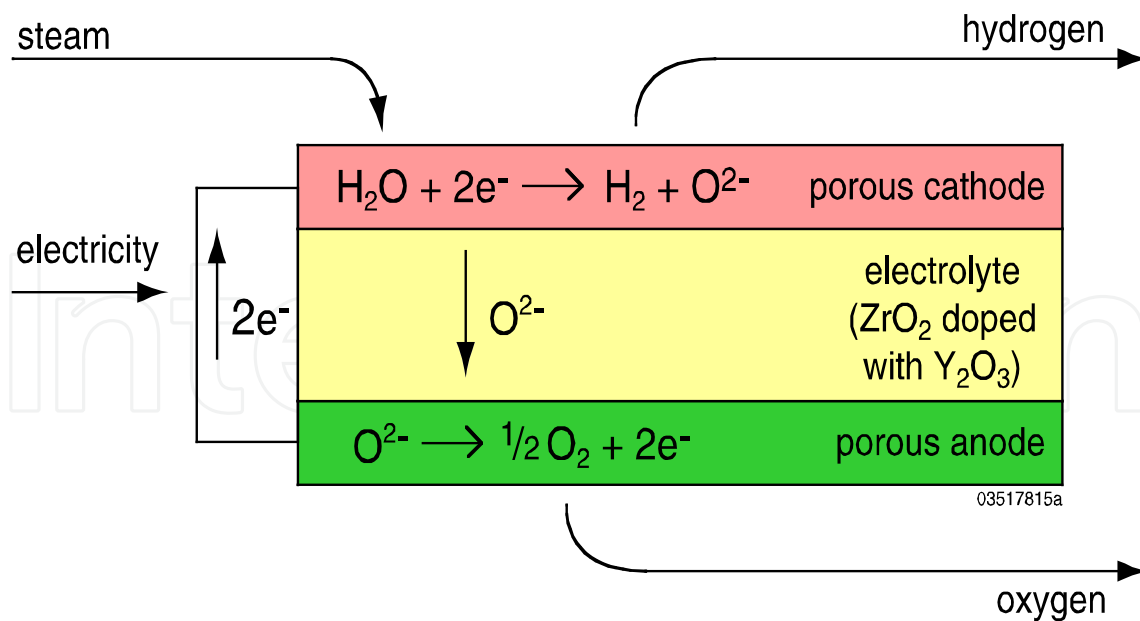 steam
hydrogen
H₂O + 2e⁻ → H₂ + O²⁻
porous cathode
electricity
2e⁻
O²⁻
electrolyte
(ZrO₂ doped
with Y₂O₃)
O²⁻ → 1/2 O₂ + 2e⁻
porous anode
03517815a
oxygen
Inte
n